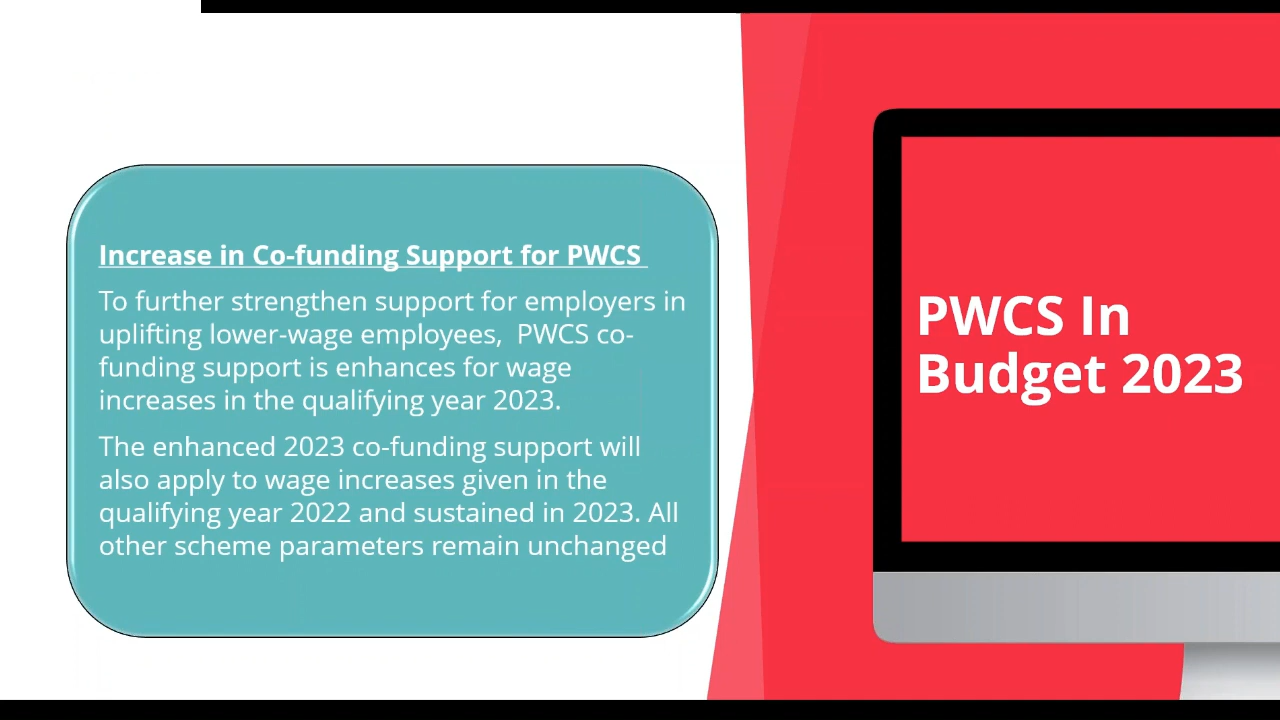 Increase in Co-funding Support for PWCS
To further strengthen support for employers in
uplifting lower-wage employees,  PWCS co-
funding support is enhances for wage
increases in the qualifying year 2023.
The enhanced 2023 co-funding support will
also apply to wage increases given in the
qualifying year 2022 and sustained in 2023. All
other scheme parameters remain unchanged
PWCS In
Budget 2023